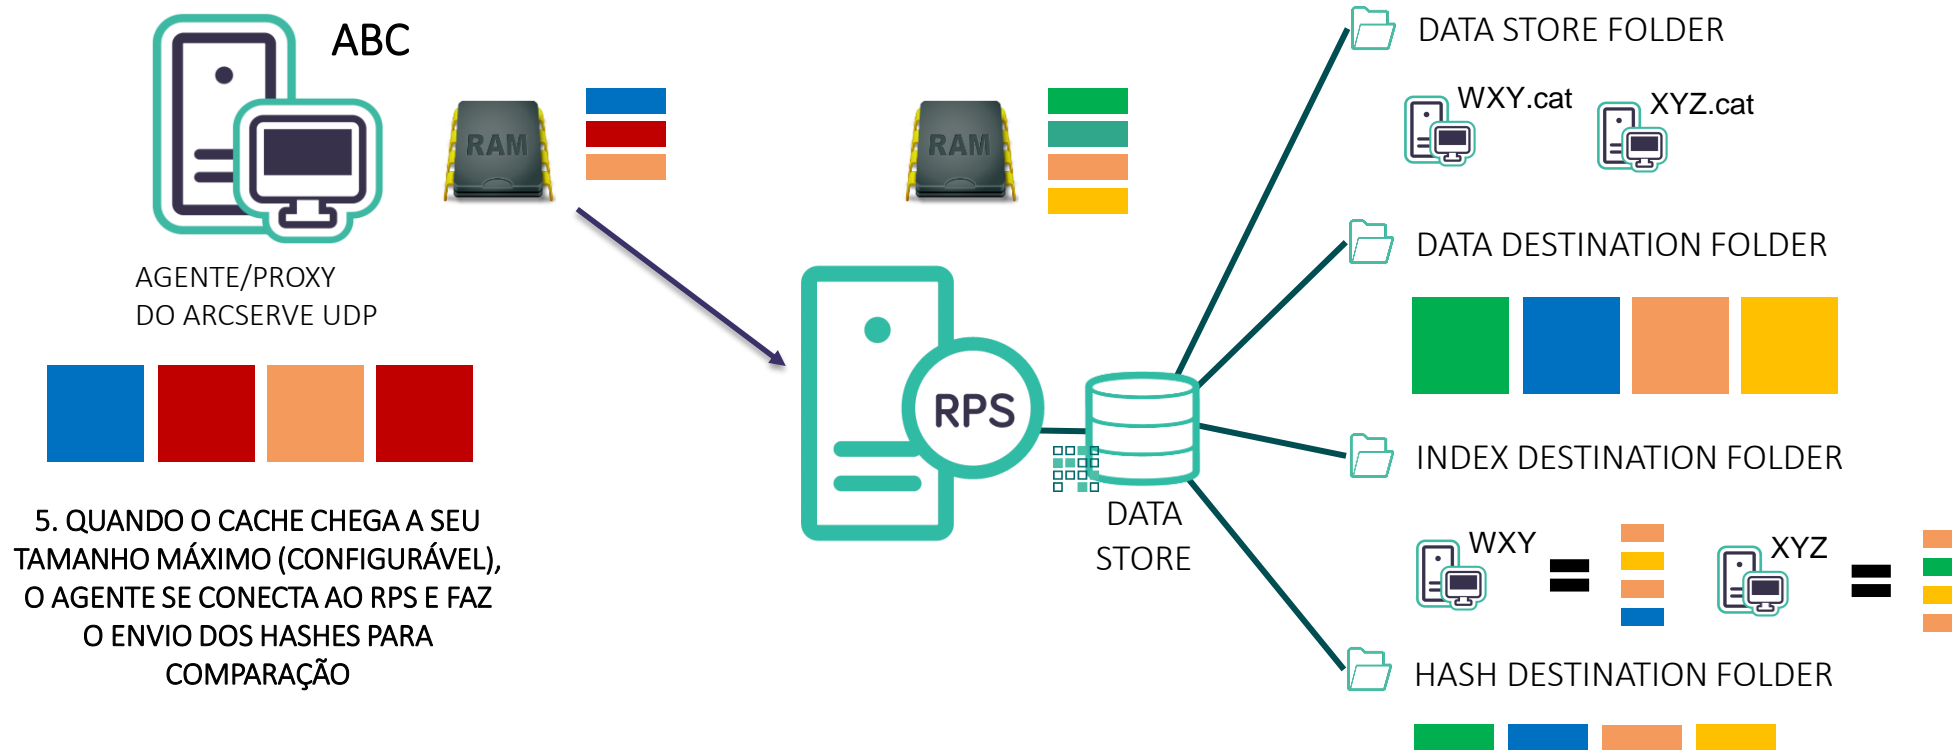 ABC
RAM
AGENTE/PROXY
DO ARCSERVE UDP
5. QUANDO O CACHE CHEGA A SEU
TAMANHO MÁXIMO (CONFIGURÁVEL),
O AGENTE SE CONECTA AO RPS E FAZ
O ENVIO DOS HASHES PARA
COMPARAÇÃO
RAM
RPS
DATA
STORE
DATA STORE FOLDER
WXY.cat
XYZ.cat
DATA DESTINATION FOLDER
INDEX DESTINATION FOLDER
WXY
=
XYZ
=
HASH DESTINATION FOLDER